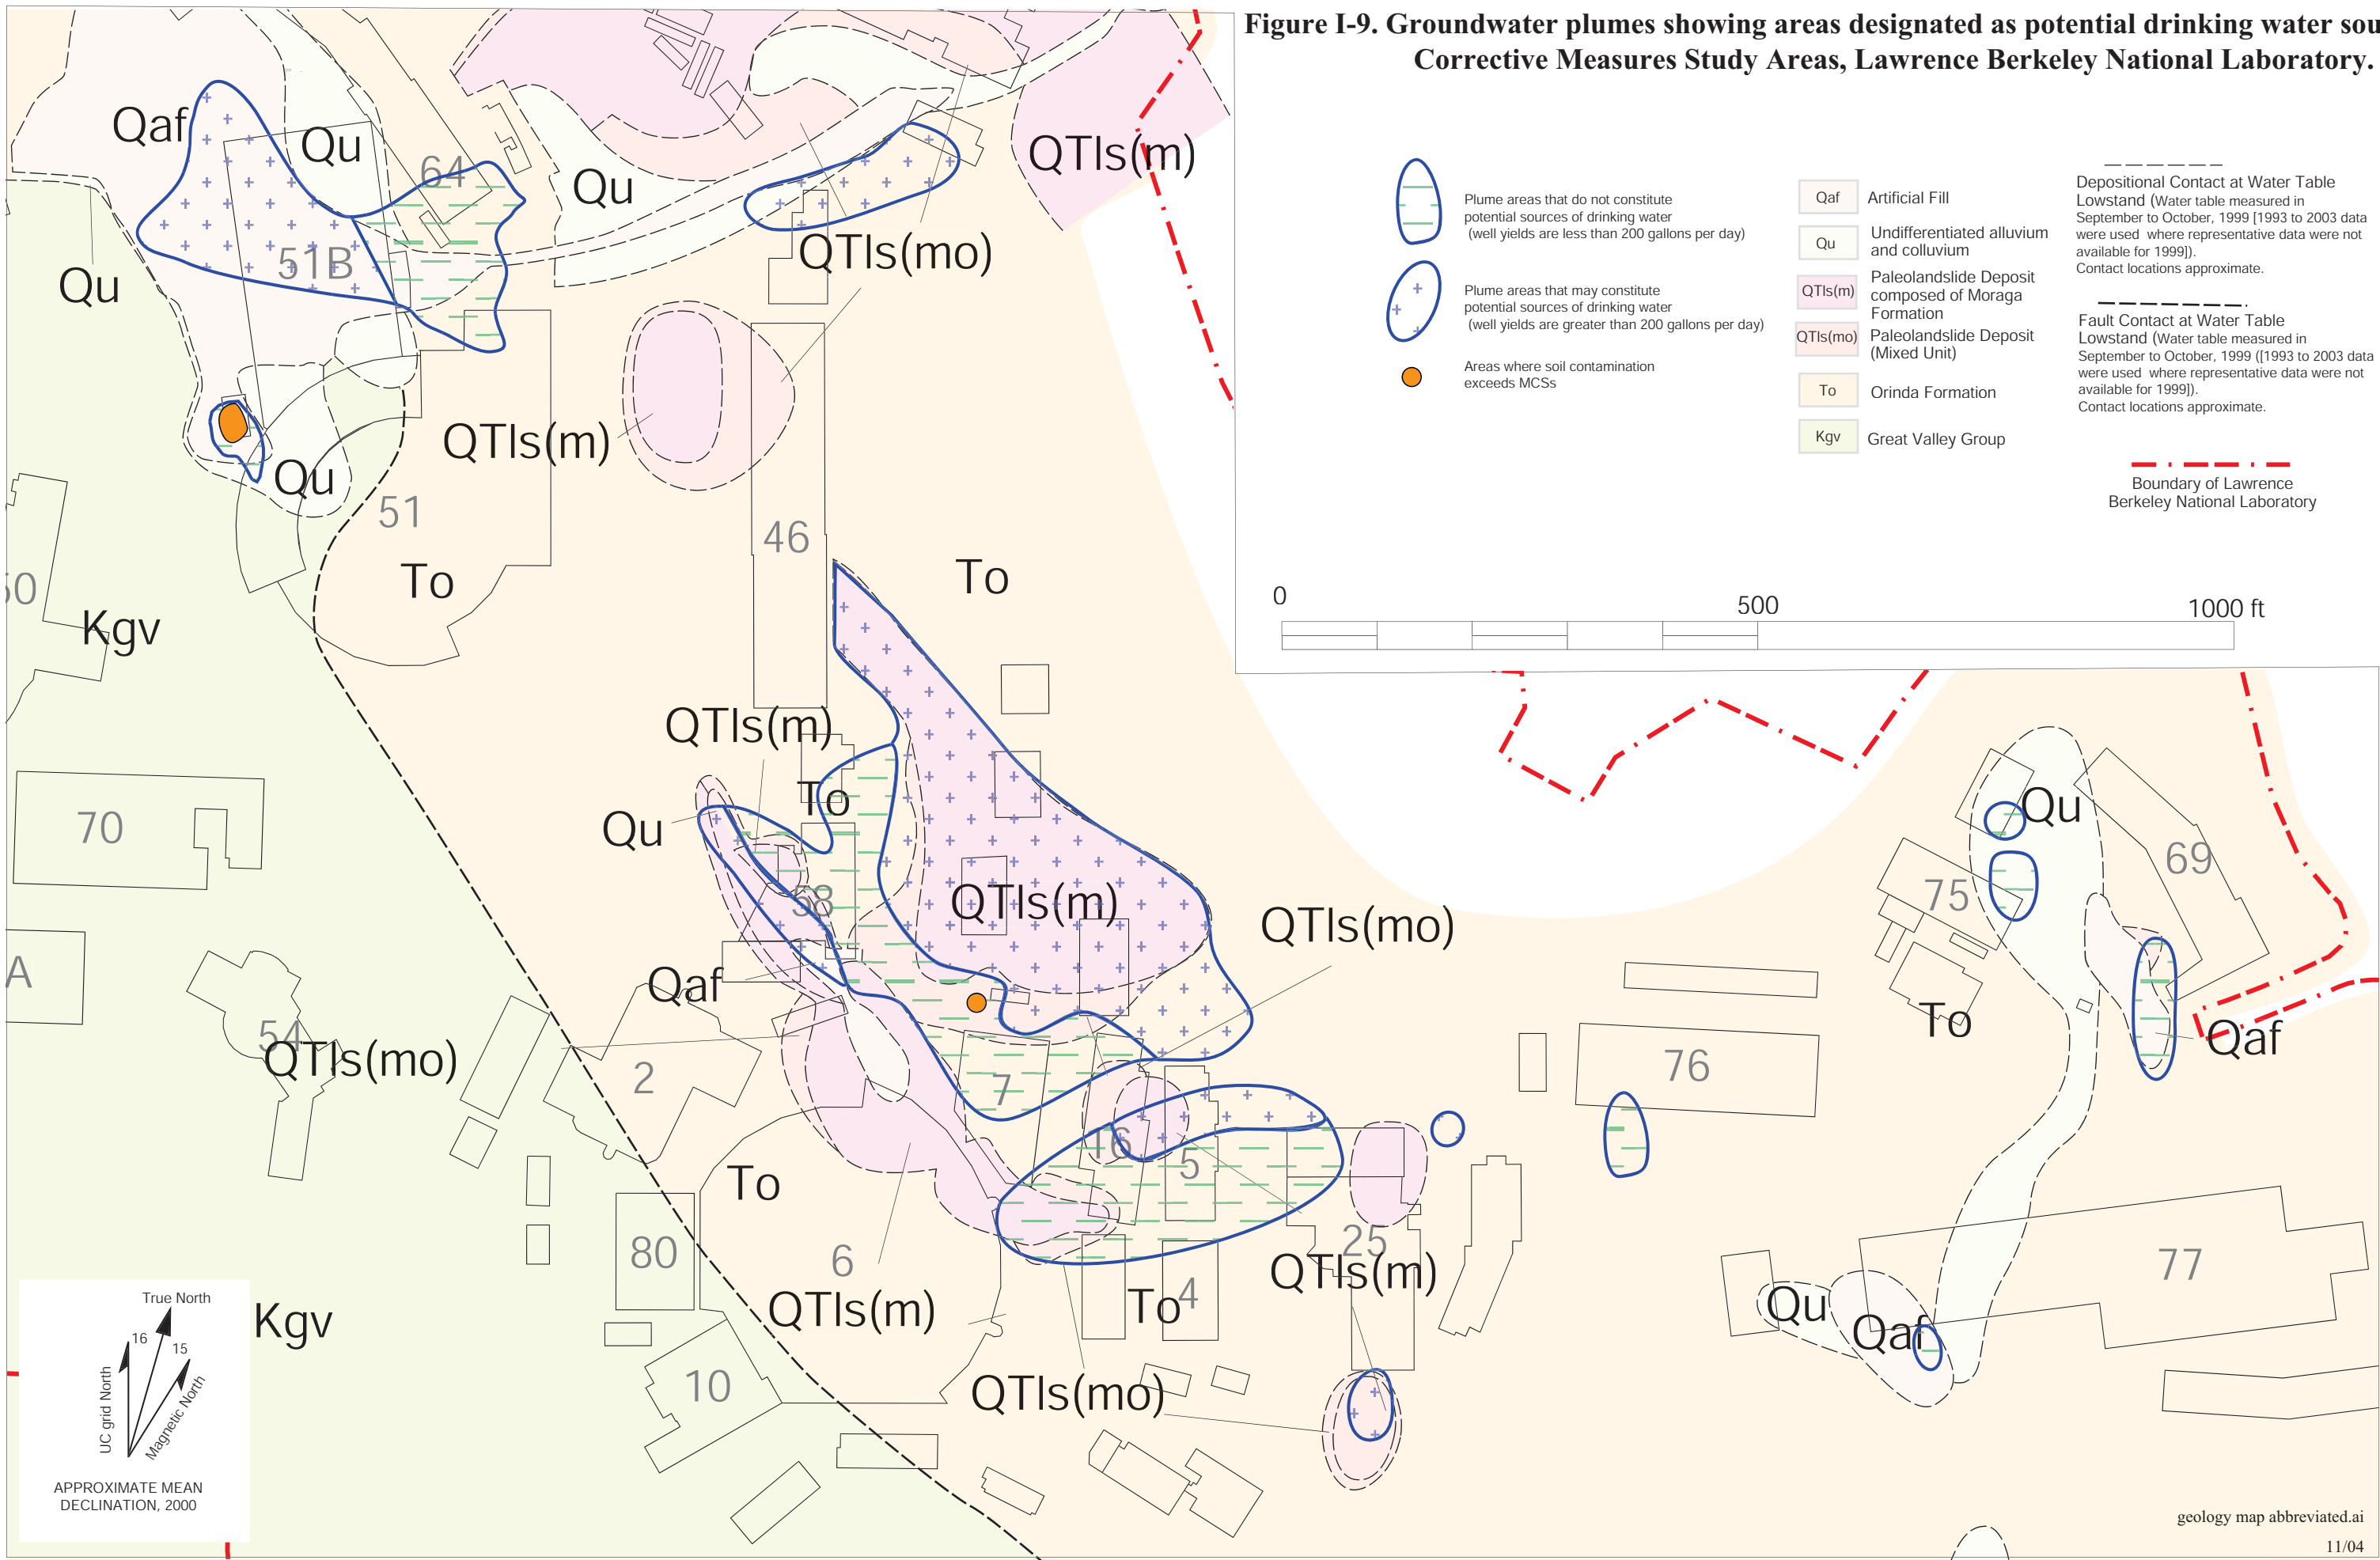 Figure I-9. Groundwater plumes showing areas designated as potential drinking water sou
Corrective Measures Study Areas, Lawrence Berkeley National Laboratory.
Plume areas that do not constitute
potential sources of drinking water
(well yields are less than 200 gallons per day)
Plume areas that may constitute
potential sources of drinking water
(well yields are greater than 200 gallons per day)
Areas where soil contamination
exceeds MCSs
Qaf Artificial Fill
Qu Undifferentiated alluvium
and colluvium
QTls(m) Paleolandslide Deposit
composed of Moraga
Formation
QTls(mo) Paleolandslide Deposit
(Mixed Unit)
To Orinda Formation
Kgv Great Valley Group
Depositional Contact at Water Table
Lowstand (Water table measured in
September to October, 1999 [1993 to 2003 data
were used where representative data were not
available for 1999]).
Contact locations approximate.
Fault Contact at Water Table
Lowstand (Water table measured in
September to October, 1999 ([1993 to 2003 data
were used where representative data were not
available for 1999]).
Contact locations approximate.
Boundary of Lawrence
Berkeley National Laboratory
0 500 1000 ft
Qaf
Qu
64
Qu
QTls(m)
51B
QTls(mo)
Qu
QTls(m)
Qu
51
46
To
To
50
Kgv
QTls(m)
To
Qu
70
58
QTls(m)
QTls(mo)
Qu
75
69
A
Qaf
54
QTls(mo)
2
7
76
To
Qaf
16
5
To
80
6
25
QTls(m)
QTls(m)
To
4
77
Qu
Qaf
Kgv
10
QTls(mo)
True North
16
15
UC grid North
Magnetic North
APPROXIMATE MEAN
DECLINATION, 2000
geology map abbreviated.ai
11/04